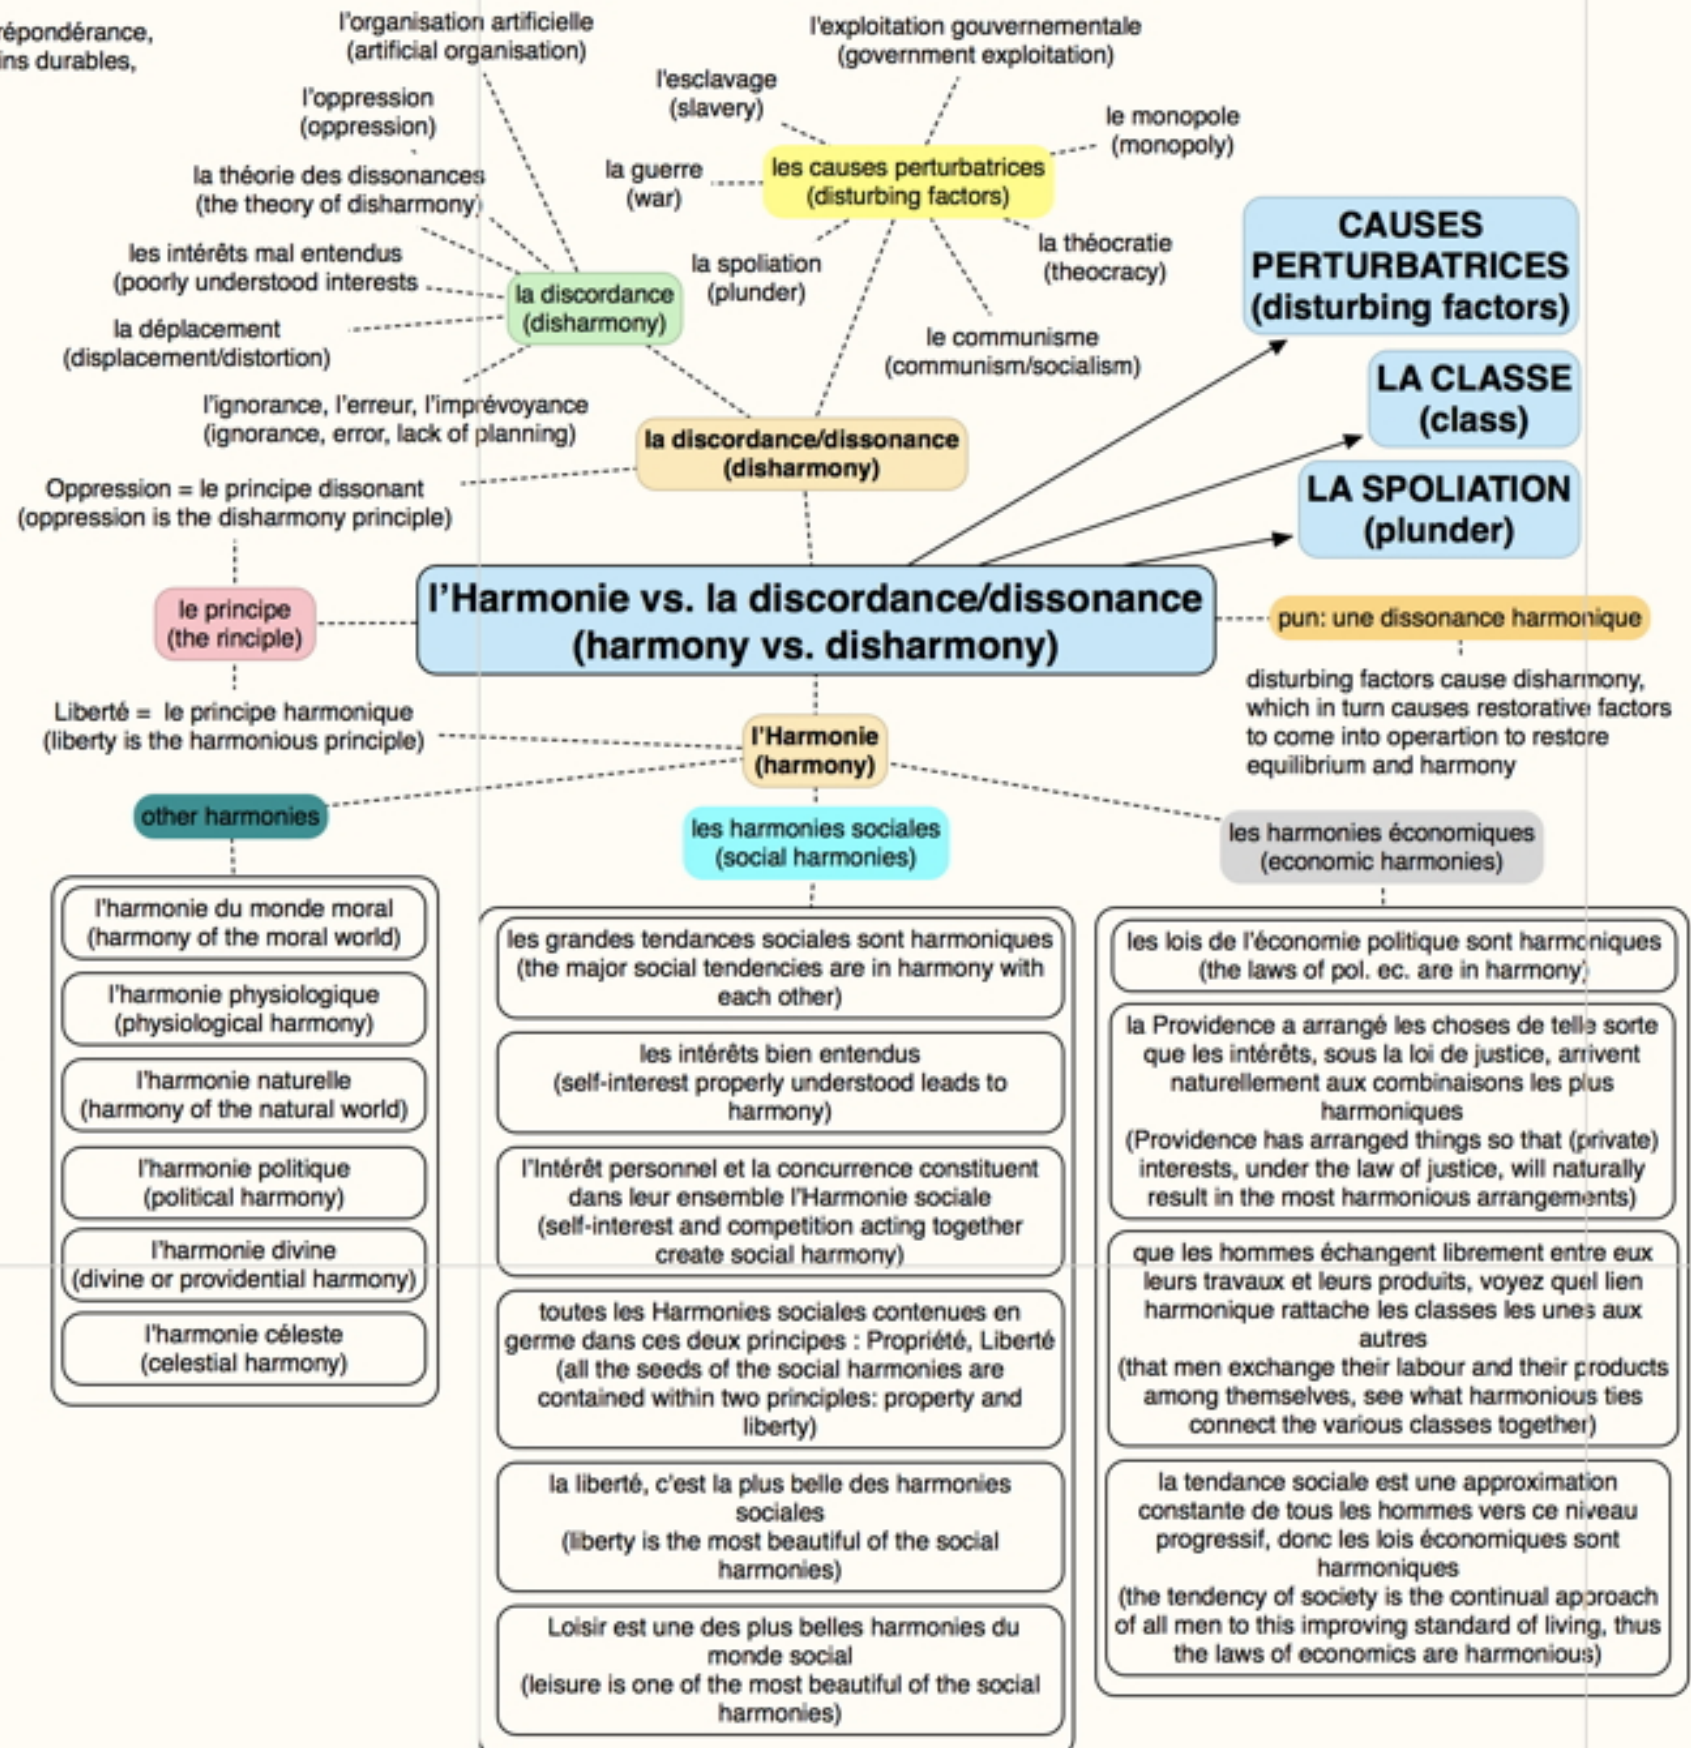 répondérance,
ins durables,
l'organisation artificielle
(artificial organisation)
l'exploitation gouvernementale
(government exploitation)
l'esclavage
(slavery)
l'oppression
(oppression)
le monopole
(monopoly)
la théorie des dissonances
(the theory of disharmony)
la guerre
(war)
les causes perturbatrices
(disturbing factors)
les intérêts mal entendus
(poorly understood interests
la spoliation
(plunder)
la théocratie
(theocracy)
CAUSES
PERTURBATRICES
(disturbing factors)
la discordance
(disharmony)
la déplacement
(displacement/distortion)
le communisme
(communism/socialism)
LA CLASSE
(class)
l'ignorance, l'erreur, l'imprévoyance
(ignorance, error, lack of planning)
la discordance/dissonance
(disharmony)
Oppression = le principe dissonant
(oppression is the disharmony principle)
LA SPOLIATION
(plunder)
le principe
(the rinciple)
l'Harmonie vs. la discordance/dissonance
(harmony vs. disharmony)
pun: une dissonance harmonique
disturbing factors cause disharmony,
which in turn causes restorative factors
to come into operartion to restore
equilibrium and harmony
Liberté =  le principe harmonique
(liberty is the harmonious principle)
l'Harmonie
(harmony)
other harmonies
l'harmonie du monde moral
(harmony of the moral world)
l'harmonie physiologique
(physiological harmony)
l'harmonie naturelle
(harmony of the natural world)
l'harmonie politique
(political harmony)
l'harmonie divine
(divine or providential harmony)
l'harmonie céleste
(celestial harmony)
les harmonies sociales
(social harmonies)
les grandes tendances sociales sont harmoniques
(the major social tendencies are in harmony with
each other)
les intérêts bien entendus
(self-interest properly understood leads to
harmony)
l'Intérêt personnel et la concurrence constituent
dans leur ensemble l'Harmonie sociale
(self-interest and competition acting together
create social harmony)
toutes les Harmonies sociales contenues en
germe dans ces deux principes : Propriété, Liberté
(all the seeds of the social harmonies are
contained within two principles: property and
liberty)
la liberté, c'est la plus belle des harmonies
sociales
(liberty is the most beautiful of the social
harmonies)
Loisir est une des plus belles harmonies du
monde social
(leisure is one of the most beautiful of the social
harmonies)
les harmonies économiques
(economic harmonies)
les lois de l'économie politique sont harmoniques
(the laws of pol. ec. are in harmony)
la Providence a arrangé les choses de telle sorte
que les intérêts, sous la loi de justice, arrivent
naturellement aux combinaisons les plus
harmoniques
(Providence has arranged things so that (private)
interests, under the law of justice, will naturally
result in the most harmonious arrangements)
que les hommes échangent librement entre eux
leurs travaux et leurs produits, voyez quel lien
harmonique rattache les classes les unes aux
autres
(that men exchange their labour and their products
among themselves, see what harmonious ties
connect the various classes together)
la tendance sociale est une approximation
constante de tous les hommes vers ce niveau
progressif, donc les lois économiques sont
harmoniques
(the tendency of society is the continual approach
of all men to this improving standard of living, thus
the laws of economics are harmonious)